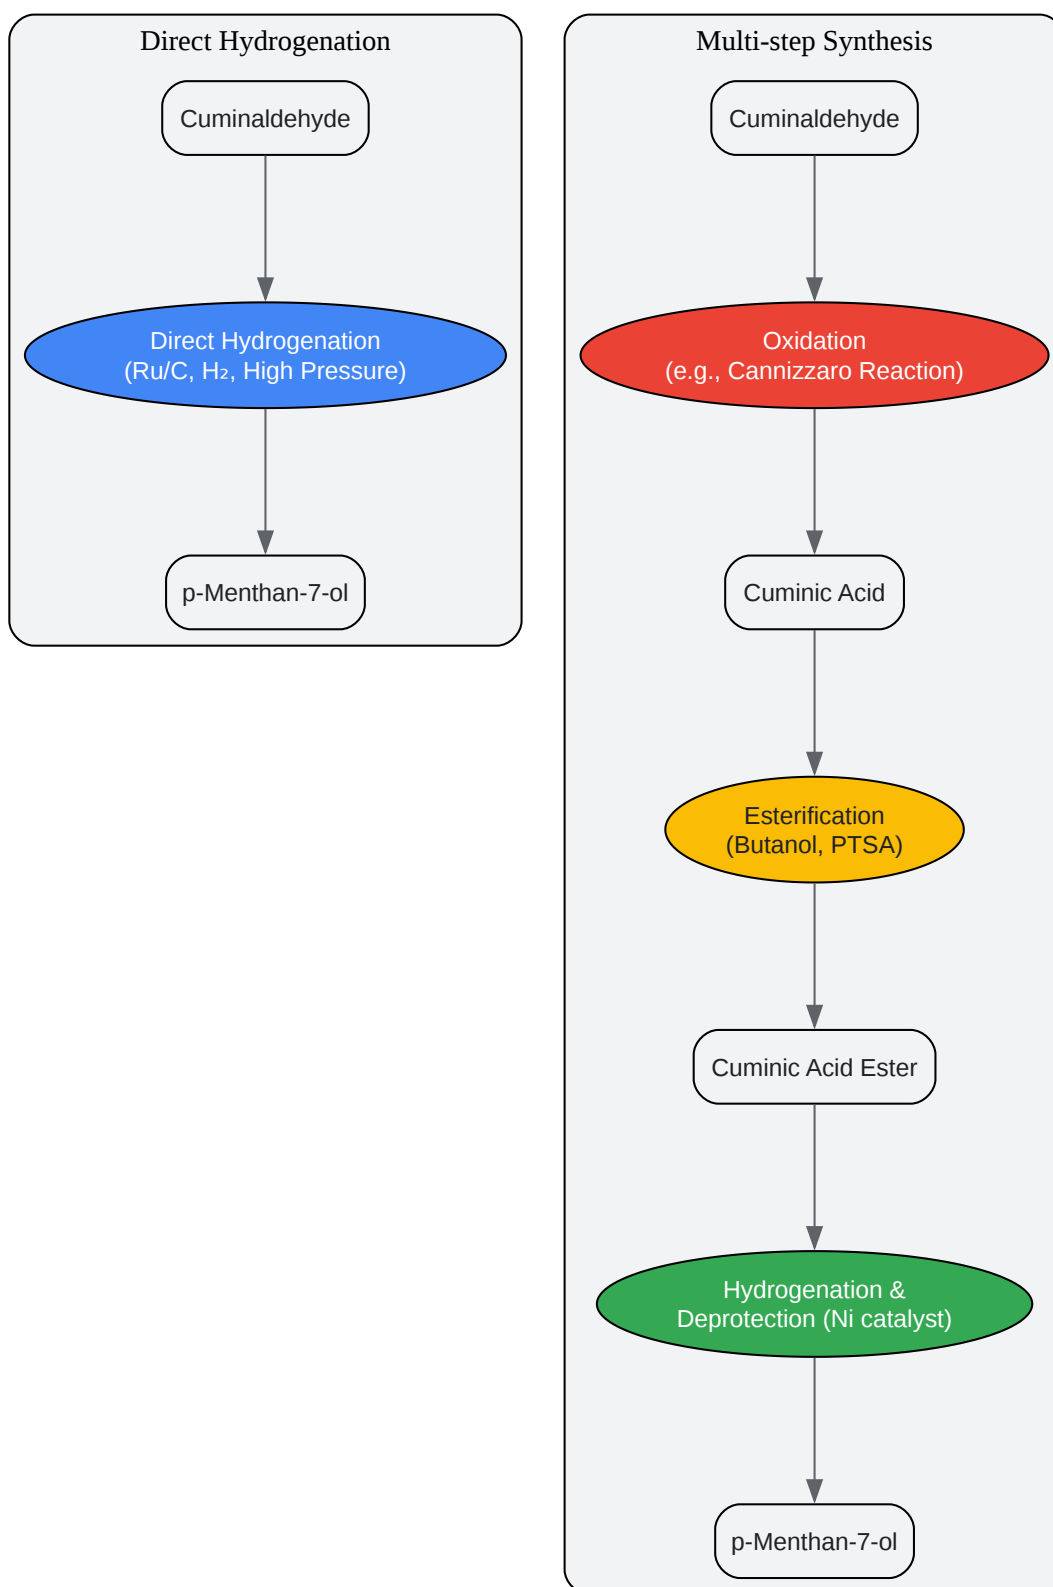 Direct Hydrogenation
Cuminaldehyde
Direct Hydrogenation
(Ru/C, H₂, High Pressure)
p-Menthan-7-ol
Multi-step Synthesis
Cuminaldehyde
Oxidation
(e.g., Cannizzaro Reaction)
Cuminic Acid
Esterification
(Butanol, PTSA)
Cuminic Acid Ester
Hydrogenation &
Deprotection (Ni catalyst)
p-Menthan-7-ol